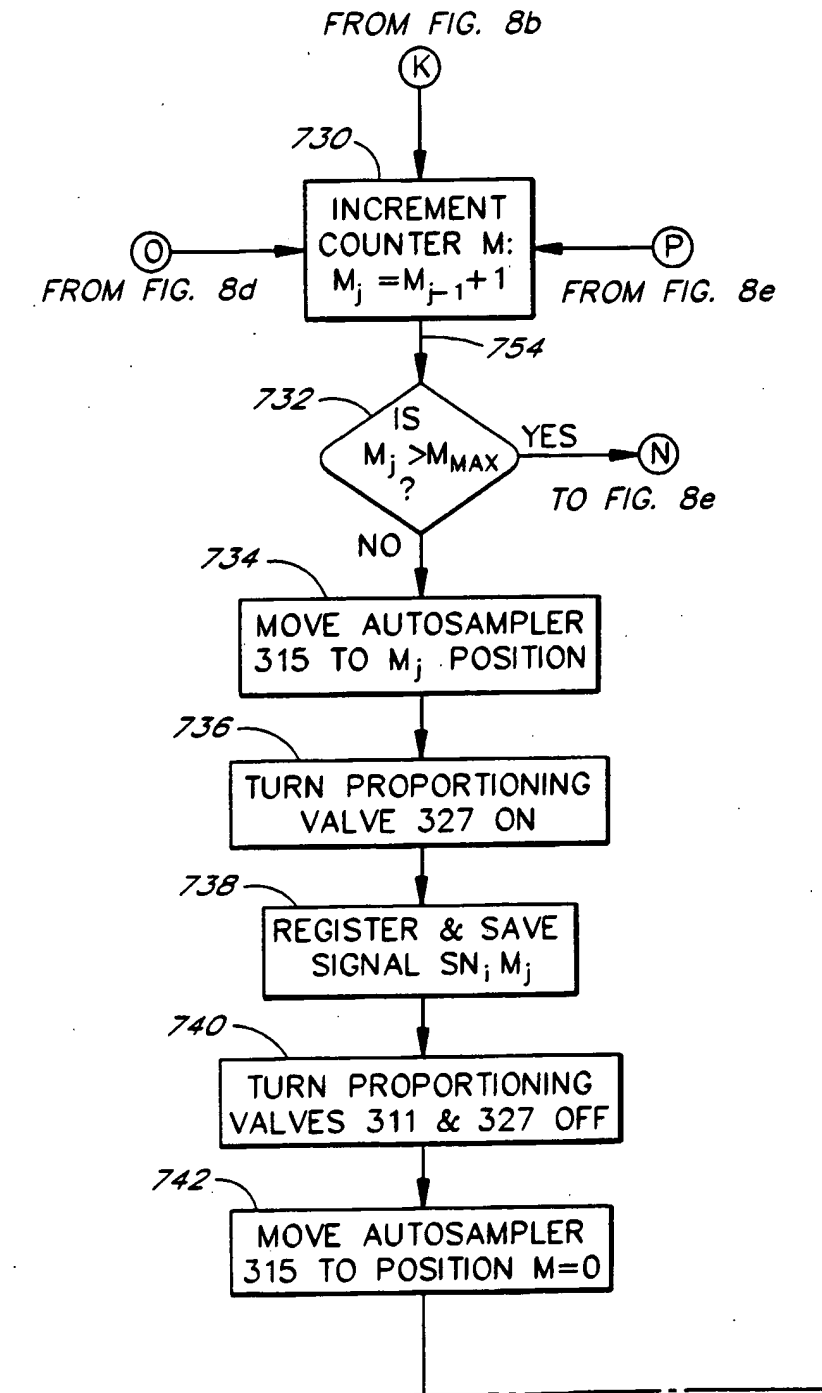 FROM FIG. 8b
K
730
INCREMENT
COUNTER M:
M_j = M_{j-1} + 1
O
FROM FIG. 8d
P
FROM FIG. 8e
754
732
IS
M_j > M_MAX
?
YES
N
TO FIG. 8e
NO
734
MOVE AUTOSAMPLER
315 TO M_j POSITION
736
TURN PROPORTIONING
VALVE 327 ON
738
REGISTER & SAVE
SIGNAL SN_i M_j
740
TURN PROPORTIONING
VALVES 311 & 327 OFF
742
MOVE AUTOSAMPLER
315 TO POSITION M=0